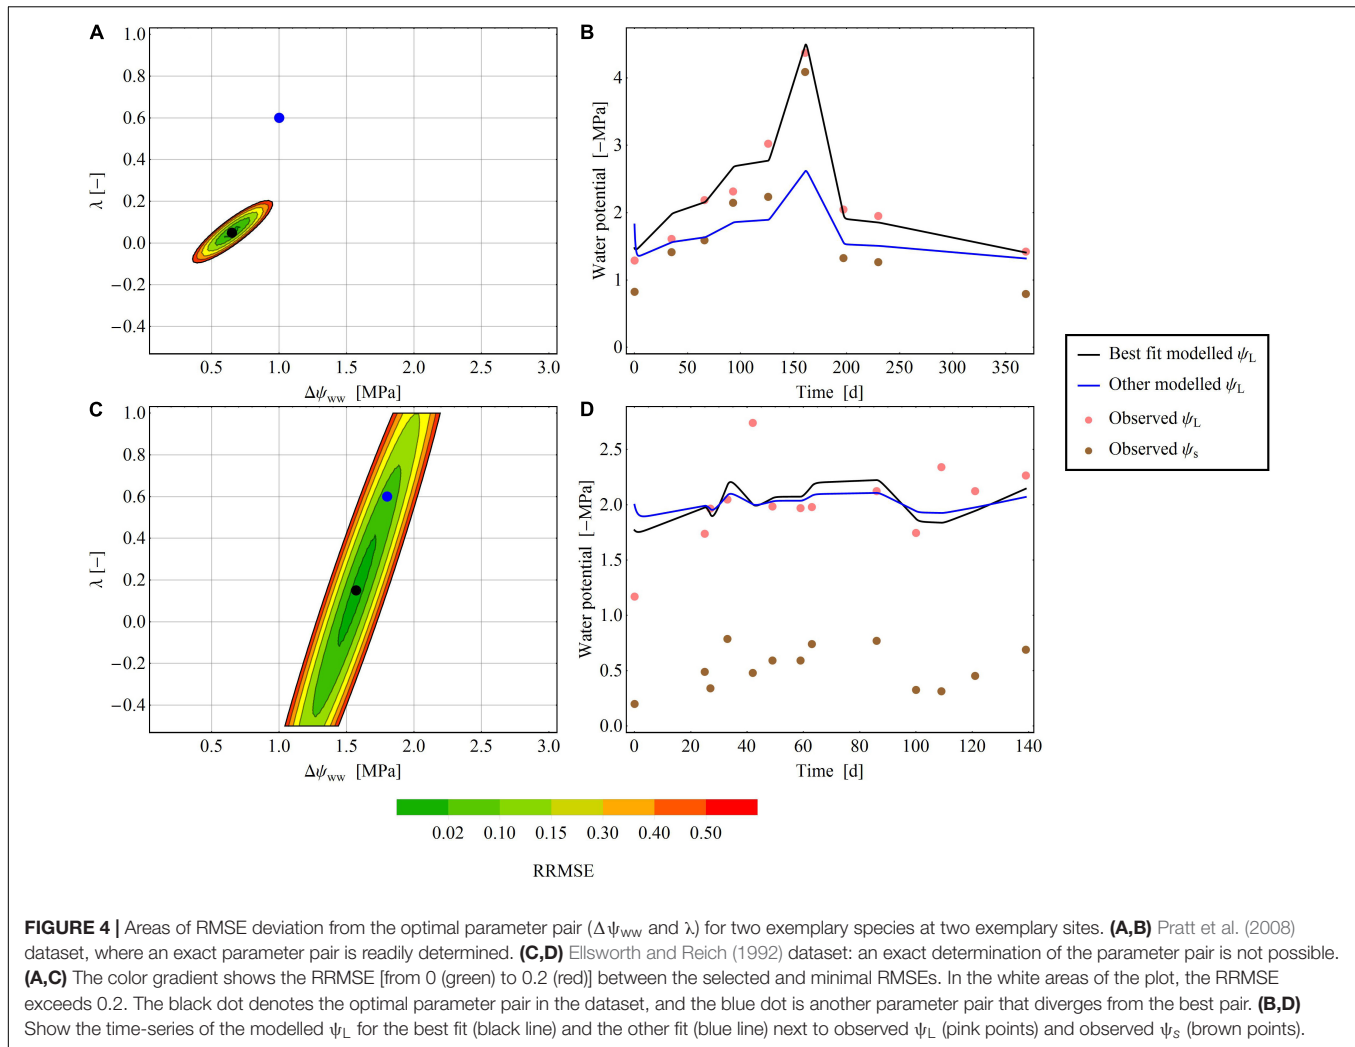 A
1.0
0.8
0.6
0.4
0.2
0.0
−0.2
−0.4
λ [-]
0.5 1.0 1.5 2.0 2.5 3.0
Δψww [MPa]
B
4
3
2
1
0
Water potential [−MPa]
0 50 100 150 200 250 300 350
Time [d]
C
1.0
0.8
0.6
0.4
0.2
0.0
−0.2
−0.4
λ [-]
0.5 1.0 1.5 2.0 2.5 3.0
Δψww [MPa]
D
2.5
2.0
1.5
1.0
0.5
0.0
Water potential [−MPa]
0 20 40 60 80 100 120 140
Time [d]
Best fit modelled ψL
Other modelled ψL
Observed ψL
Observed ψs
0.02 0.10 0.15 0.30 0.40 0.50
RRMSE
FIGURE 4 | Areas of RMSE deviation from the optimal parameter pair (Δψww and λ) for two exemplary species at two exemplary sites. (A,B) Pratt et al. (2008)
dataset, where an exact parameter pair is readily determined. (C,D) Ellsworth and Reich (1992) dataset: an exact determination of the parameter pair is not possible.
(A,C) The color gradient shows the RRMSE [from 0 (green) to 0.2 (red)] between the selected and minimal RMSEs. In the white areas of the plot, the RRMSE
exceeds 0.2. The black dot denotes the optimal parameter pair in the dataset, and the blue dot is another parameter pair that diverges from the best pair. (B,D)
Show the time-series of the modelled ψL for the best fit (black line) and the other fit (blue line) next to observed ψL (pink points) and observed ψs (brown points).